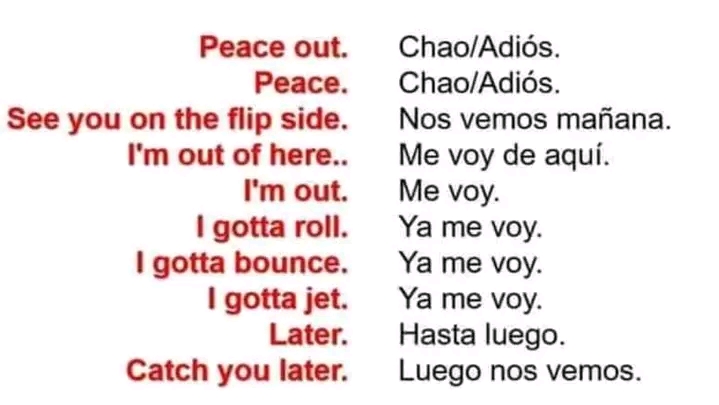 Peace out. Chao/Adiós.
Peace. Chao/Adiós.
See you on the flip side. Nos vemos mañana.
I'm out of here.. Me voy de aquí.
I'm out. Me voy.
I gotta roll. Ya me voy.
I gotta bounce. Ya me voy.
I gotta jet. Ya me voy.
Later. Hasta luego.
Catch you later. Luego nos vemos.